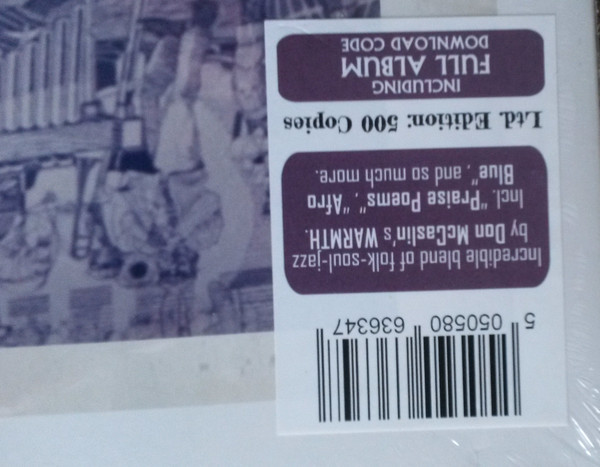 5 050580 636347
Incredible blend of folk-soul-jazz
by Don McCaslin's WARMTH.
Incl. "Praise Poems", "Afro
Blue", and so much more.
Ltd. Edition: 500 Copies
INCLUDING
FULL ALBUM
DOWNLOAD CODE